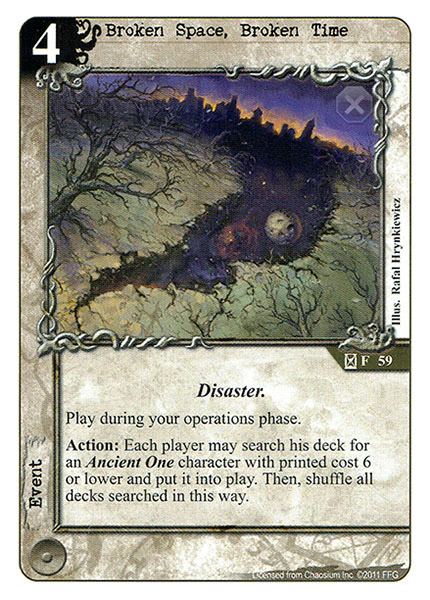 4
Broken Space, Broken Time
Illus. Rafal Hrynkiewicz
F 59
Disaster.
Play during your operations phase.
Action: Each player may search his deck for
an Ancient One character with printed cost 6
or lower and put it into play. Then, shuffle all
decks searched in this way.
Event
Licensed from Chaosium Inc. ©2011 FFG